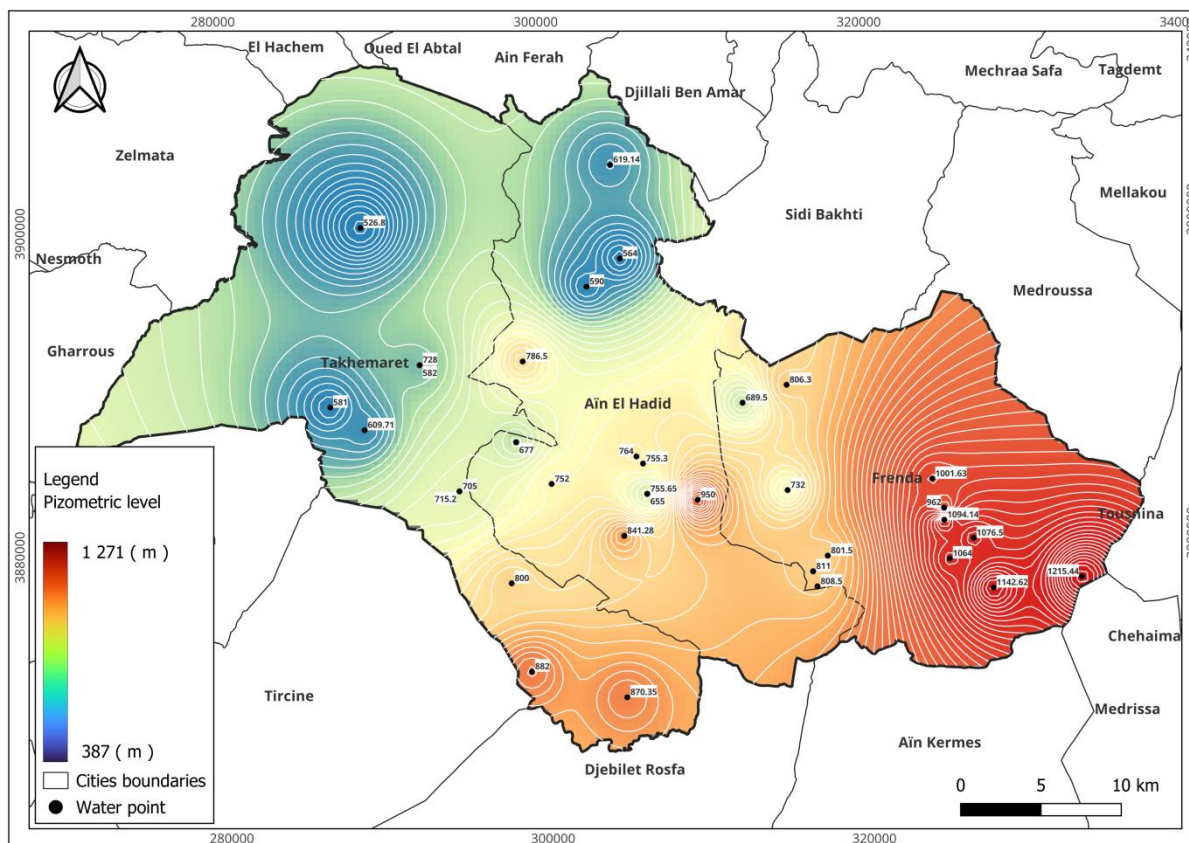 280000
300000
320000
34000
El Hachem
Oued El Abtal
Ain Ferah
Mechraa Safa
Tagdemt
Djillali Ben Amar
Zelmata
619.14
Mellakou
Sidi Bakhti
526.8
3900000
564
Nesmoth
590
Medroussa
Gharrous
Takhemaret
728
582
786.5
806.3
Aïn El Hadid
689.5
581
609.71
677
764
755.3
Frenda
1001.63
Legend
Pizometric level
715.2
705
752
755.65
655
950
732
962
1094.14
Toushnina
1 271 ( m )
841.28
1076.5
3880000
801.5
1064
811
800
808.5
1142.62
1215.44
Chehaima
882
Tircine
870.35
Medrissa
387 ( m )
Aïn Kermes
Djebilet Rosfa
Cities boundaries
Water point
0 5 10 km
280000
300000
320000